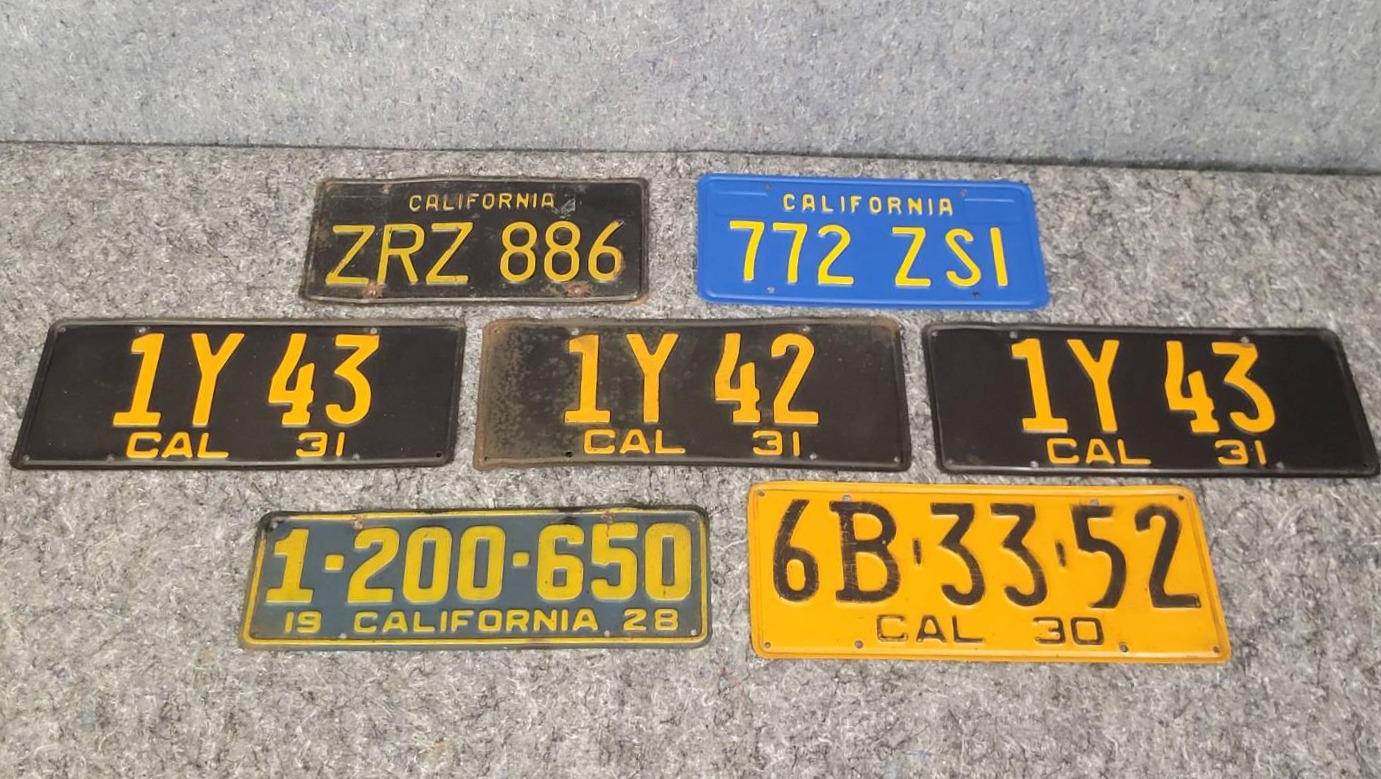 CALIFORNIA
ZRZ 886
CALIFORNIA
772 ZSI
1Y 43
CAL 31
1Y 42
CAL 31
1Y 43
CAL 31
1-200-650
19 CALIFORNIA 28
6B-33-52
CAL 30